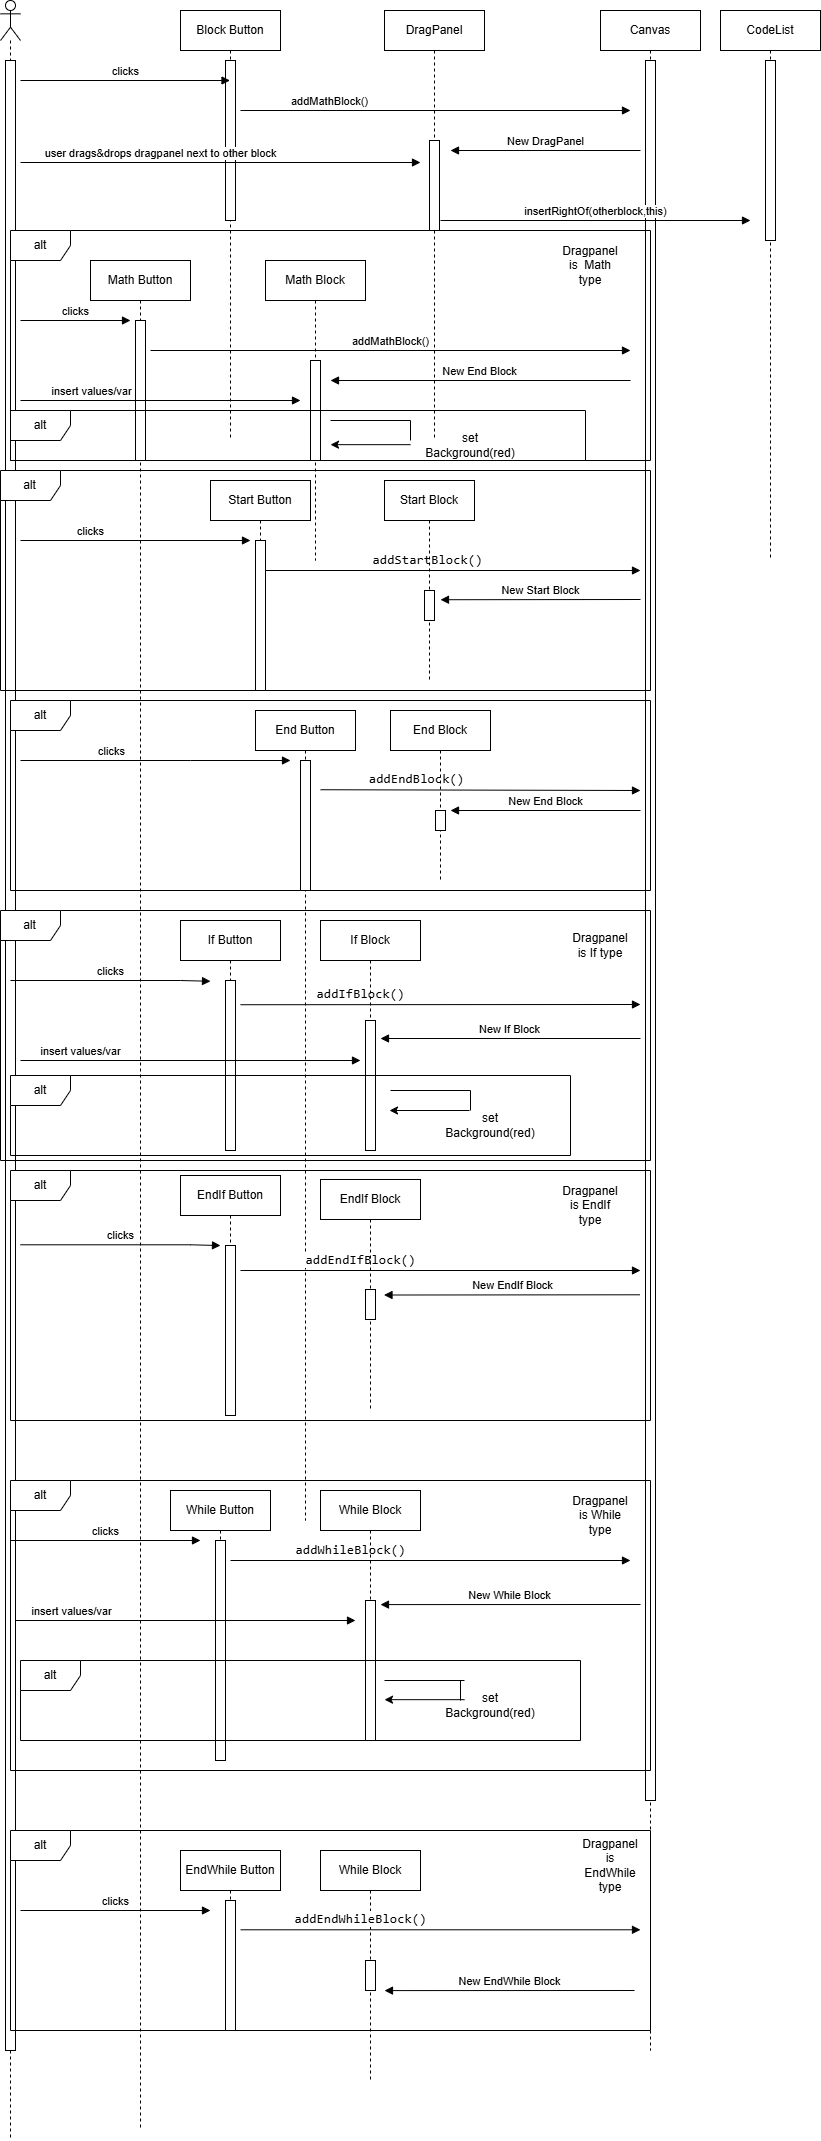 Block Button
DragPanel
Canvas
CodeList
clicks
addMathBlock()
New DragPanel
user drags&drops dragpanel next to other block
insertRightOf(otherblock,this)
alt
Dragpanel
is Math
type
Math Button
Math Block
clicks
addMathBlock()
New End Block
insert values/var
alt
set
Background(red)
alt
Start Button
Start Block
clicks
addStartBlock()
New Start Block
alt
End Button
End Block
clicks
addEndBlock()
New End Block
alt
If Button
If Block
Dragpanel
is If type
clicks
addIfBlock()
New If Block
insert values/var
alt
set
Background(red)
alt
EndIf Button
EndIf Block
Dragpanel
is EndIf
type
clicks
addEndIfBlock()
New EndIf Block
alt
While Button
While Block
Dragpanel
is While
type
clicks
addWhileBlock()
New While Block
insert values/var
alt
set
Background(red)
alt
Dragpanel
is
EndWhile
type
EndWhile Button
While Block
clicks
addEndWhileBlock()
New EndWhile Block